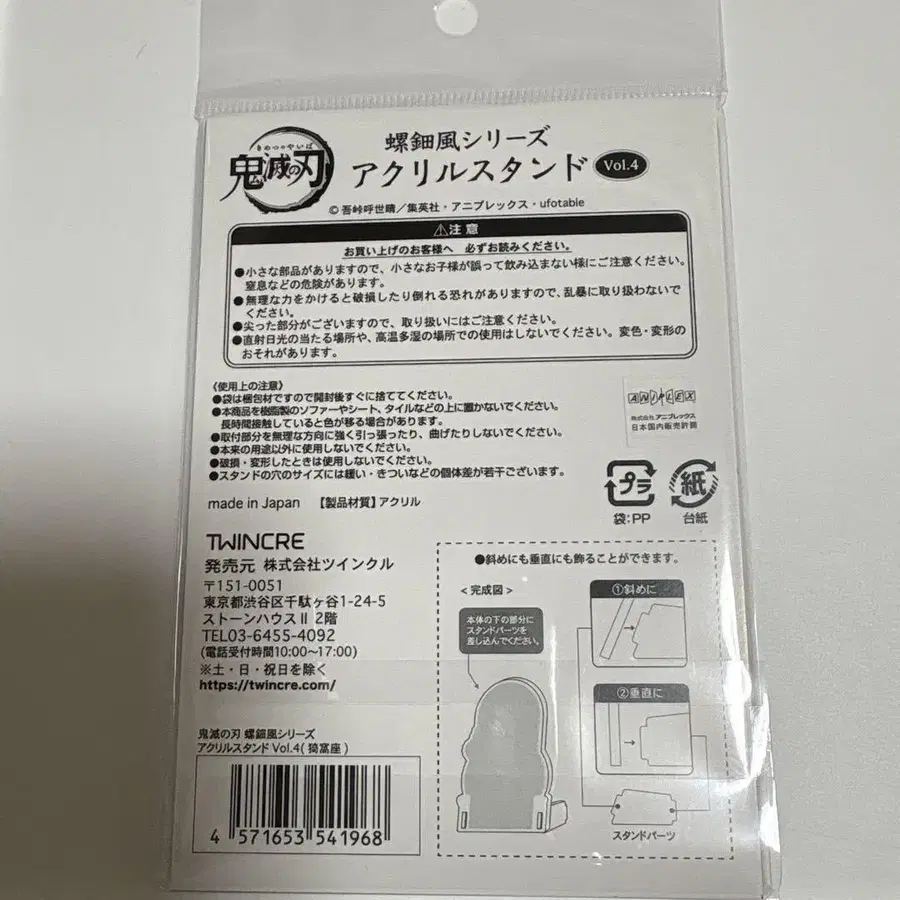 きめつのやいば
鬼滅の刃
螺鈿風シリーズ
アクリルスタンド Vol.4
© 吾峠呼世晴／集英社・アニプレックス・ufotable
⚠注 意
お買い上げのお客様へ 必ずお読みください。
●小さな部品がありますので、小さなお子様が誤って飲み込まない様にご注意ください。
窒息などの危険があります。
●無理な力をかけると破損したり倒れる恐れがありますので、乱暴に取り扱わないで
ください。
●尖った部分がございますので、取り扱いにはご注意ください。
●直射日光の当たる場所や、高温多湿の場所での使用はしないでください。変色・変形の
おそれがあります。
《使用上の注意》
●袋は梱包材ですので開封後すぐに捨ててください。
●本商品を樹脂製のソファーやシート、タイルなどの上に置かないでください。
長時間接触していると色が移る場合があります。
●取付部分を無理な方向に強く引っ張ったり、曲げたりしないでください。
●本来の用途以外に使用しないでください。
●破損・変形したときは使用しないでください。
●スタンドの穴のサイズには緩い・きついなどの個体差が若干ございます。
ANIPLEX
株式会社 アニプレックス
日本国内販売許諾
made in Japan 【製品材質】アクリル
プラ
袋:PP
紙
台紙
TWINCRE
発売元 株式会社ツインクル
〒151-0051
東京都渋谷区千駄ヶ谷1-24-5
ストーンハウスⅡ 2階
TEL03-6455-4092
(電話受付時間10:00〜17:00)
※土・日・祝日を除く
https://twincre.com/
●斜めにも垂直にも飾ることができます。
＜完成図＞
本体の下の部分に
スタンドパーツを
差し込んでください。
①斜めに
②垂直に
スタンドパーツ
鬼滅の刃 螺鈿風シリーズ
アクリルスタンド Vol.4( 猗窩座 )
4 571653 541968